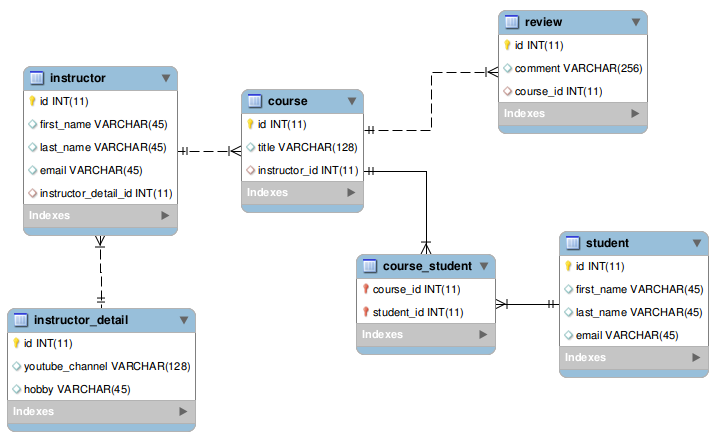 instructor
id INT(11)
first_name VARCHAR(45)
last_name VARCHAR(45)
email VARCHAR(45)
instructor_detail_id INT(11)
Indexes
course
id INT(11)
title VARCHAR(128)
instructor_id INT(11)
Indexes
review
id INT(11)
comment VARCHAR(256)
course_id INT(11)
Indexes
instructor_detail
id INT(11)
youtube_channel VARCHAR(128)
hobby VARCHAR(45)
Indexes
course_student
course_id INT(11)
student_id INT(11)
Indexes
student
id INT(11)
first_name VARCHAR(45)
last_name VARCHAR(45)
email VARCHAR(45)
Indexes